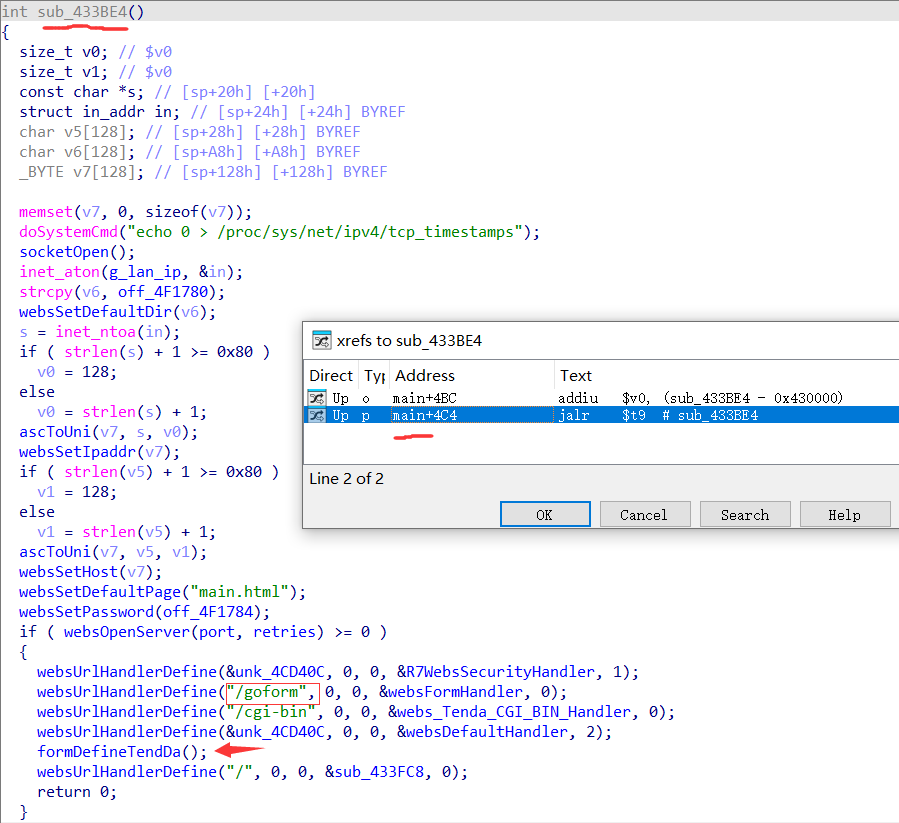 int sub_433BE4()
{
size_t v0; // $v0
size_t v1; // $v0
const char *s; // [sp+20h] [+20h]
struct in_addr in; // [sp+24h] [+24h] BYREF
char v5[128]; // [sp+28h] [+28h] BYREF
char v6[128]; // [sp+A8h] [+A8h] BYREF
_BYTE v7[128]; // [sp+128h] [+128h] BYREF
memset(v7, 0, sizeof(v7));
doSystemCmd("echo 0 > /proc/sys/net/ipv4/tcp_timestamps");
socketOpen();
inet_aton(g_lan_ip, &in);
strcpy(v6, off_4F1780);
websSetDefaultDir(v6);
s = inet_ntoa(in);
if ( strlen(s) + 1 >= 0x80 )
v0 = 128;
else
v0 = strlen(s) + 1;
ascToUni(v7, s, v0);
websSetIpaddr(v7);
if ( strlen(v5) + 1 >= 0x80 )
v1 = 128;
else
v1 = strlen(v5) + 1;
ascToUni(v7, v5, v1);
websSetHost(v7);
websSetDefaultPage("main.html");
websSetPassword(off_4F1784);
if ( websOpenServer(port, retries) >= 0 )
{
websUrlHandlerDefine(&unk_4CD40C, 0, 0, &R7WebsSecurityHandler, 1);
websUrlHandlerDefine("/goform", 0, 0, &websFormHandler, 0);
websUrlHandlerDefine("/cgi-bin", 0, 0, &webs_Tenda_CGI_BIN_Handler, 0);
websUrlHandlerDefine(&unk_4CD40C, 0, 0, &websDefaultHandler, 2);
formDefineTendDa();
websUrlHandlerDefine("/", 0, 0, &sub_433FC8, 0);
return 0;
}
xrefs to sub_433BE4
Direct Typ Address Text
Up o main+4BC addiu $v0, (sub_433BE4 - 0x430000)
Up p main+4C4 jalr $t9 # sub_433BE4
Line 2 of 2
OK Cancel Search Help